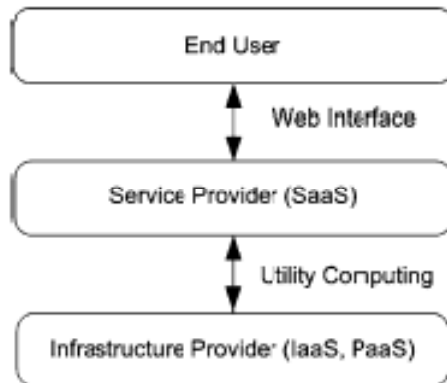 End User
Web Interface
Service Provider (SaaS)
Utility Computing
Infrastructure Provider (IaaS, PaaS)